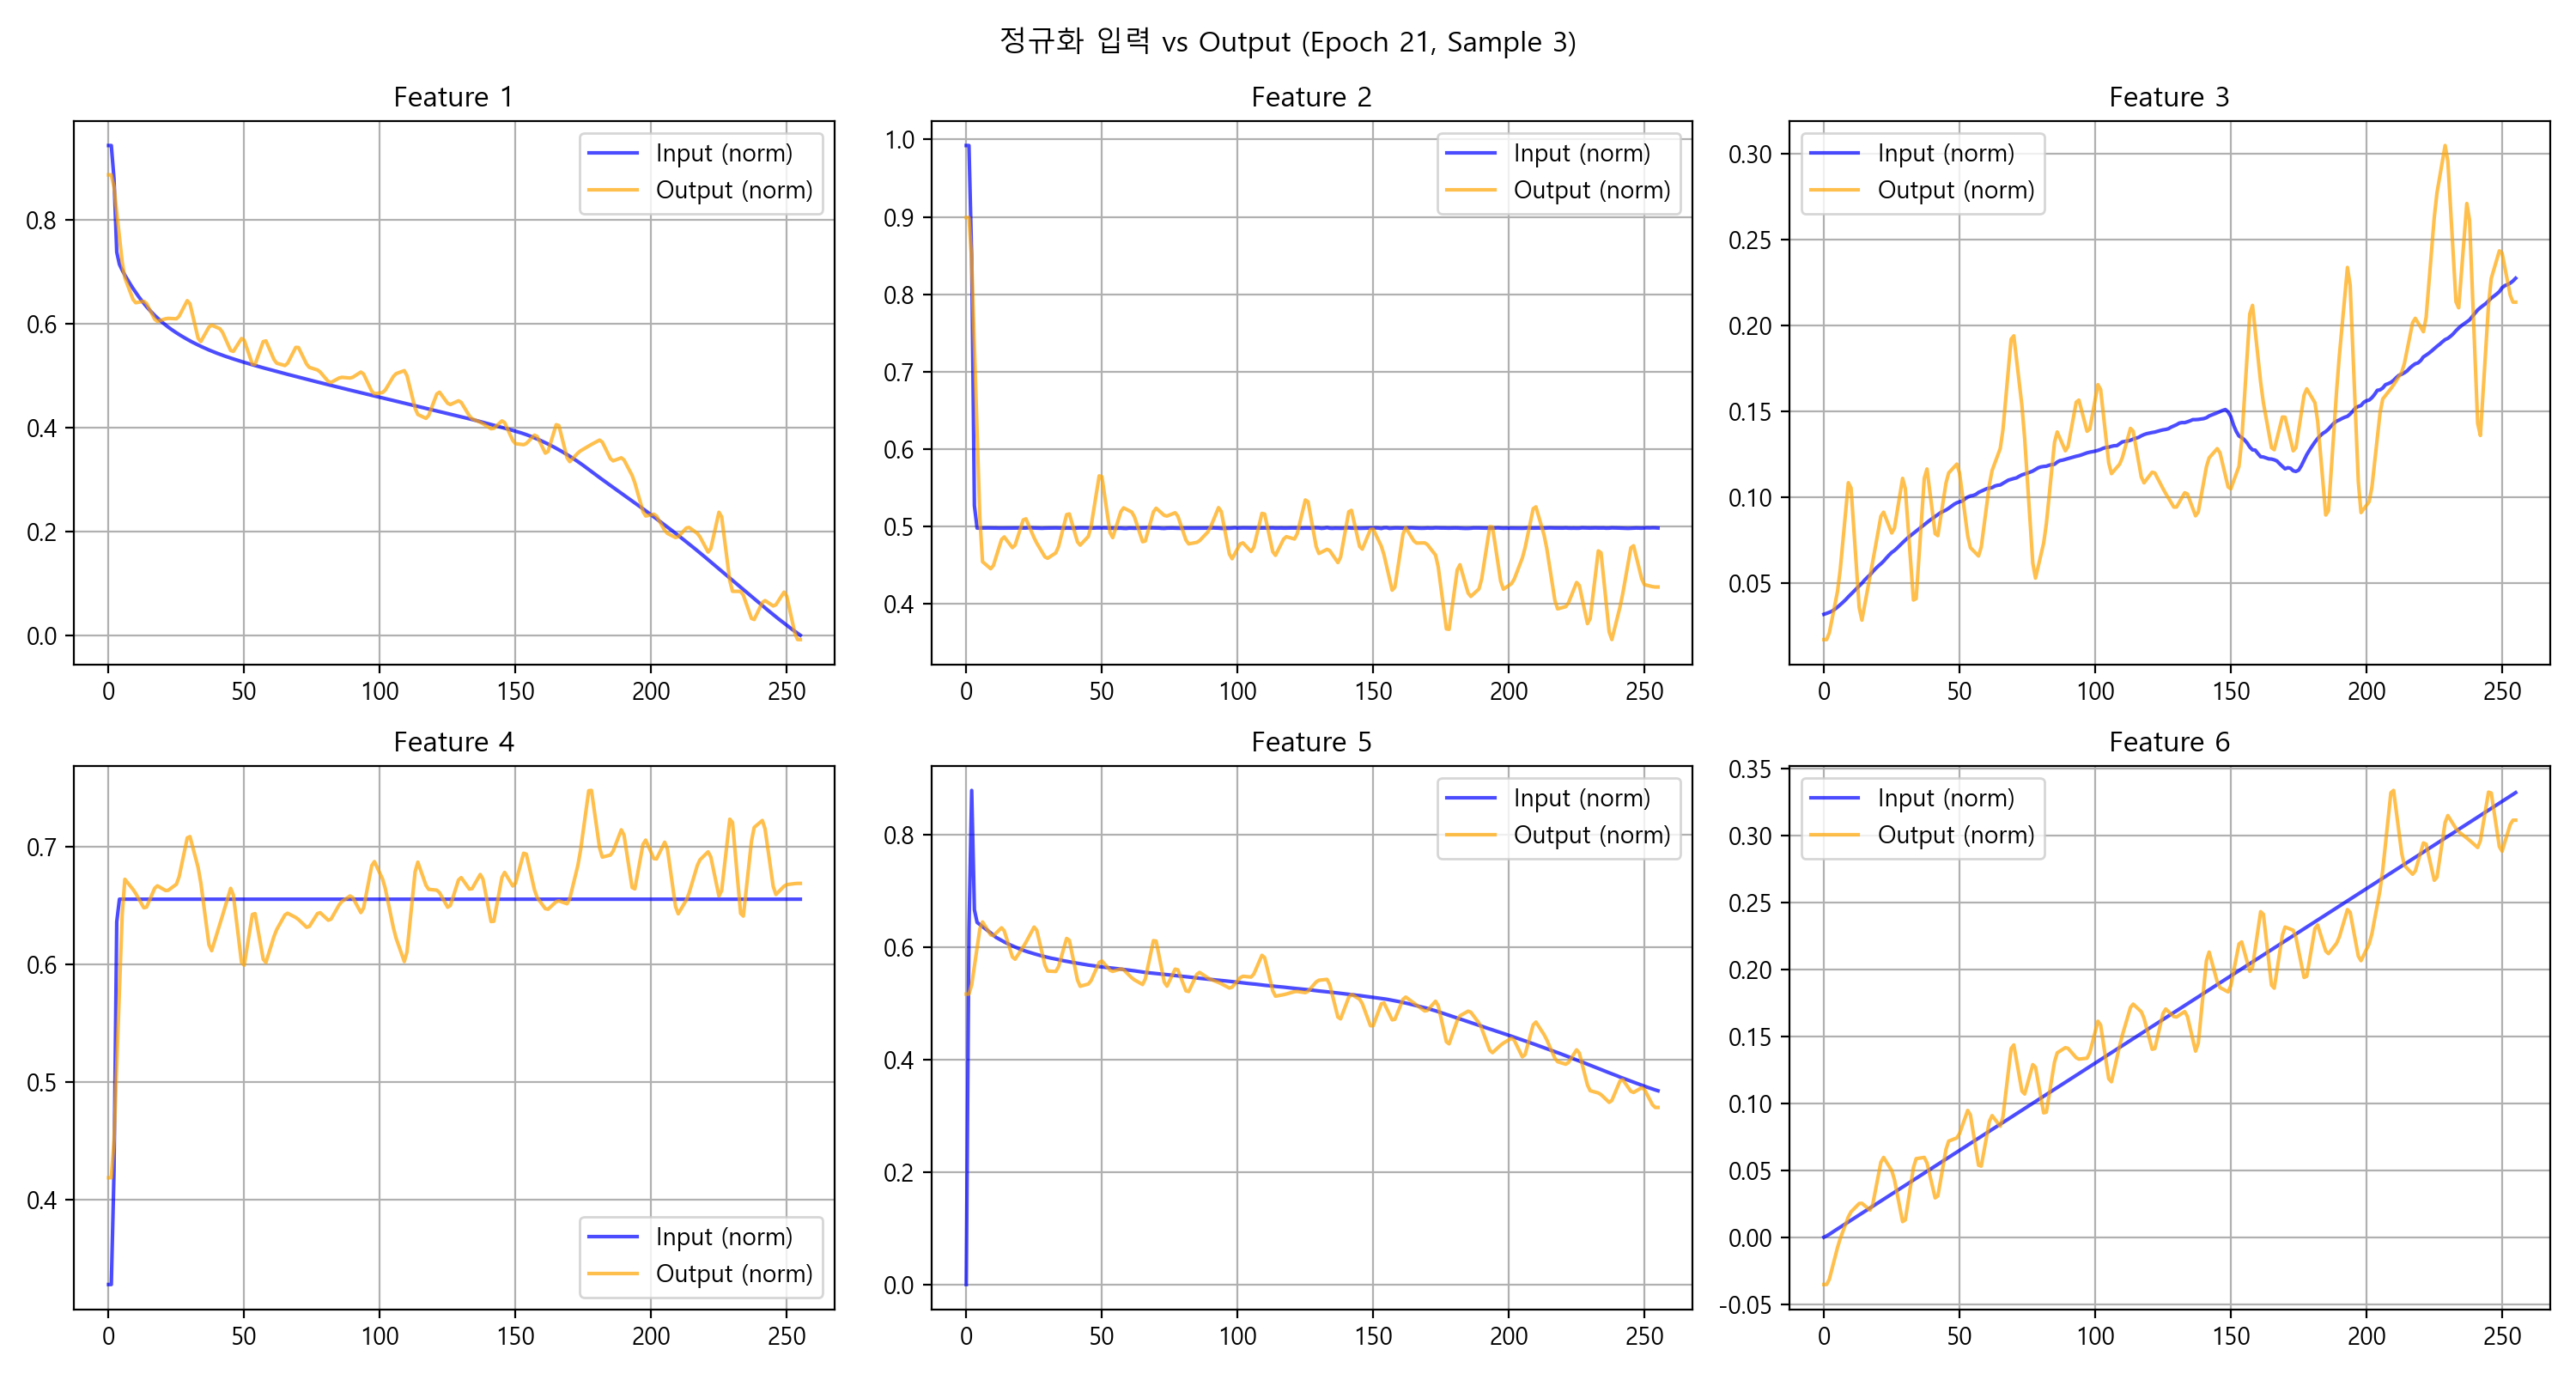 정규화 입력 vs Output (Epoch 21, Sample 3)
Feature 1
Input (norm)
Output (norm)
0.8
0.6
0.4
0.2
0.0
0 50 100 150 200 250
Feature 2
Input (norm)
Output (norm)
1.0
0.9
0.8
0.7
0.6
0.5
0.4
0 50 100 150 200 250
Feature 3
Input (norm)
Output (norm)
0.30
0.25
0.20
0.15
0.10
0.05
0 50 100 150 200 250
Feature 4
0.7
0.6
0.5
0.4
Input (norm)
Output (norm)
0 50 100 150 200 250
Feature 5
Input (norm)
Output (norm)
0.8
0.6
0.4
0.2
0.0
0 50 100 150 200 250
Feature 6
Input (norm)
Output (norm)
0.35
0.30
0.25
0.20
0.15
0.10
0.05
0.00
-0.05
0 50 100 150 200 250